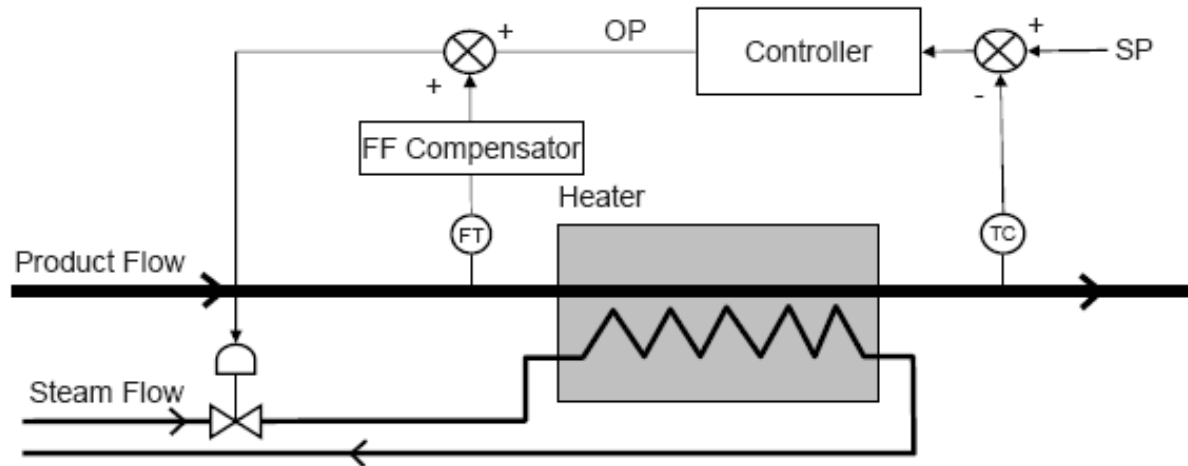 OP
+
Controller
+
SP
+
-
FF Compensator
Heater
FT
TC
Product Flow
Steam Flow